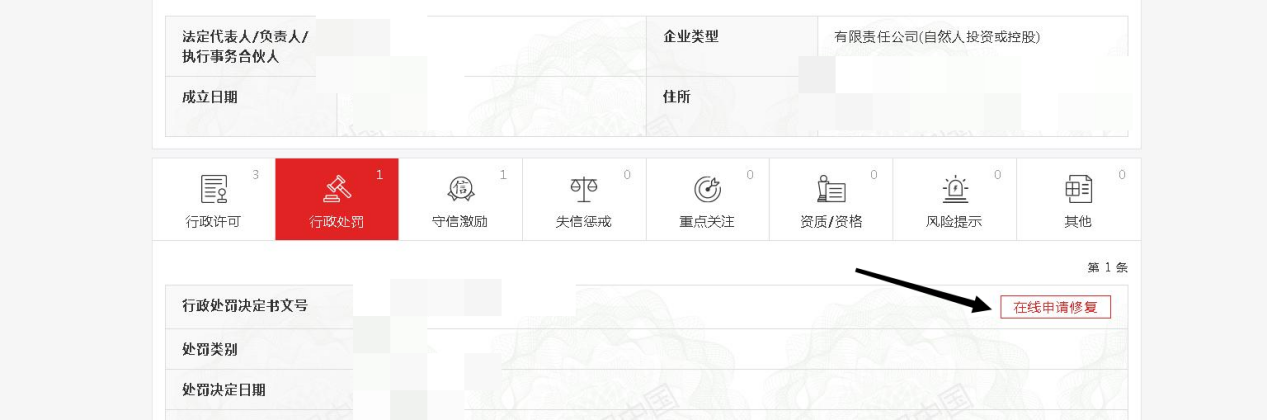 法定代表人/负责人/
执行事务合伙人
企业类型
有限责任公司(自然人投资或控股)
成立日期
住所
3
行政许可
1
行政处罚
信
1
守信激励
0
失信惩戒
0
重点关注
0
资质/资格
0
风险提示
0
其他
第 1 条
行政处罚决定书文号
在线申请修复
处罚类别
处罚决定日期